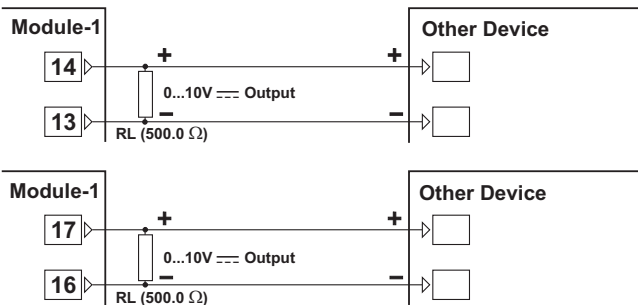 Module-1
Other Device
14
+
+
0...10V ⎓ Output
13
−
−
RL (500.0 Ω)
Module-1
Other Device
17
+
+
0...10V ⎓ Output
16
−
−
RL (500.0 Ω)